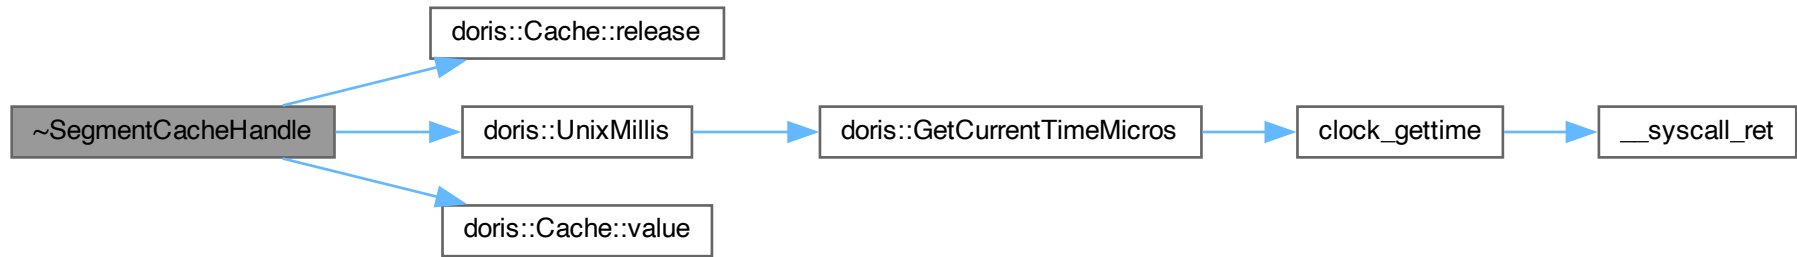 doris::Cache::release
~SegmentCacheHandle
doris::UnixMillis
doris::GetCurrentTimeMicros
clock_gettime
__syscall_ret
doris::Cache::value